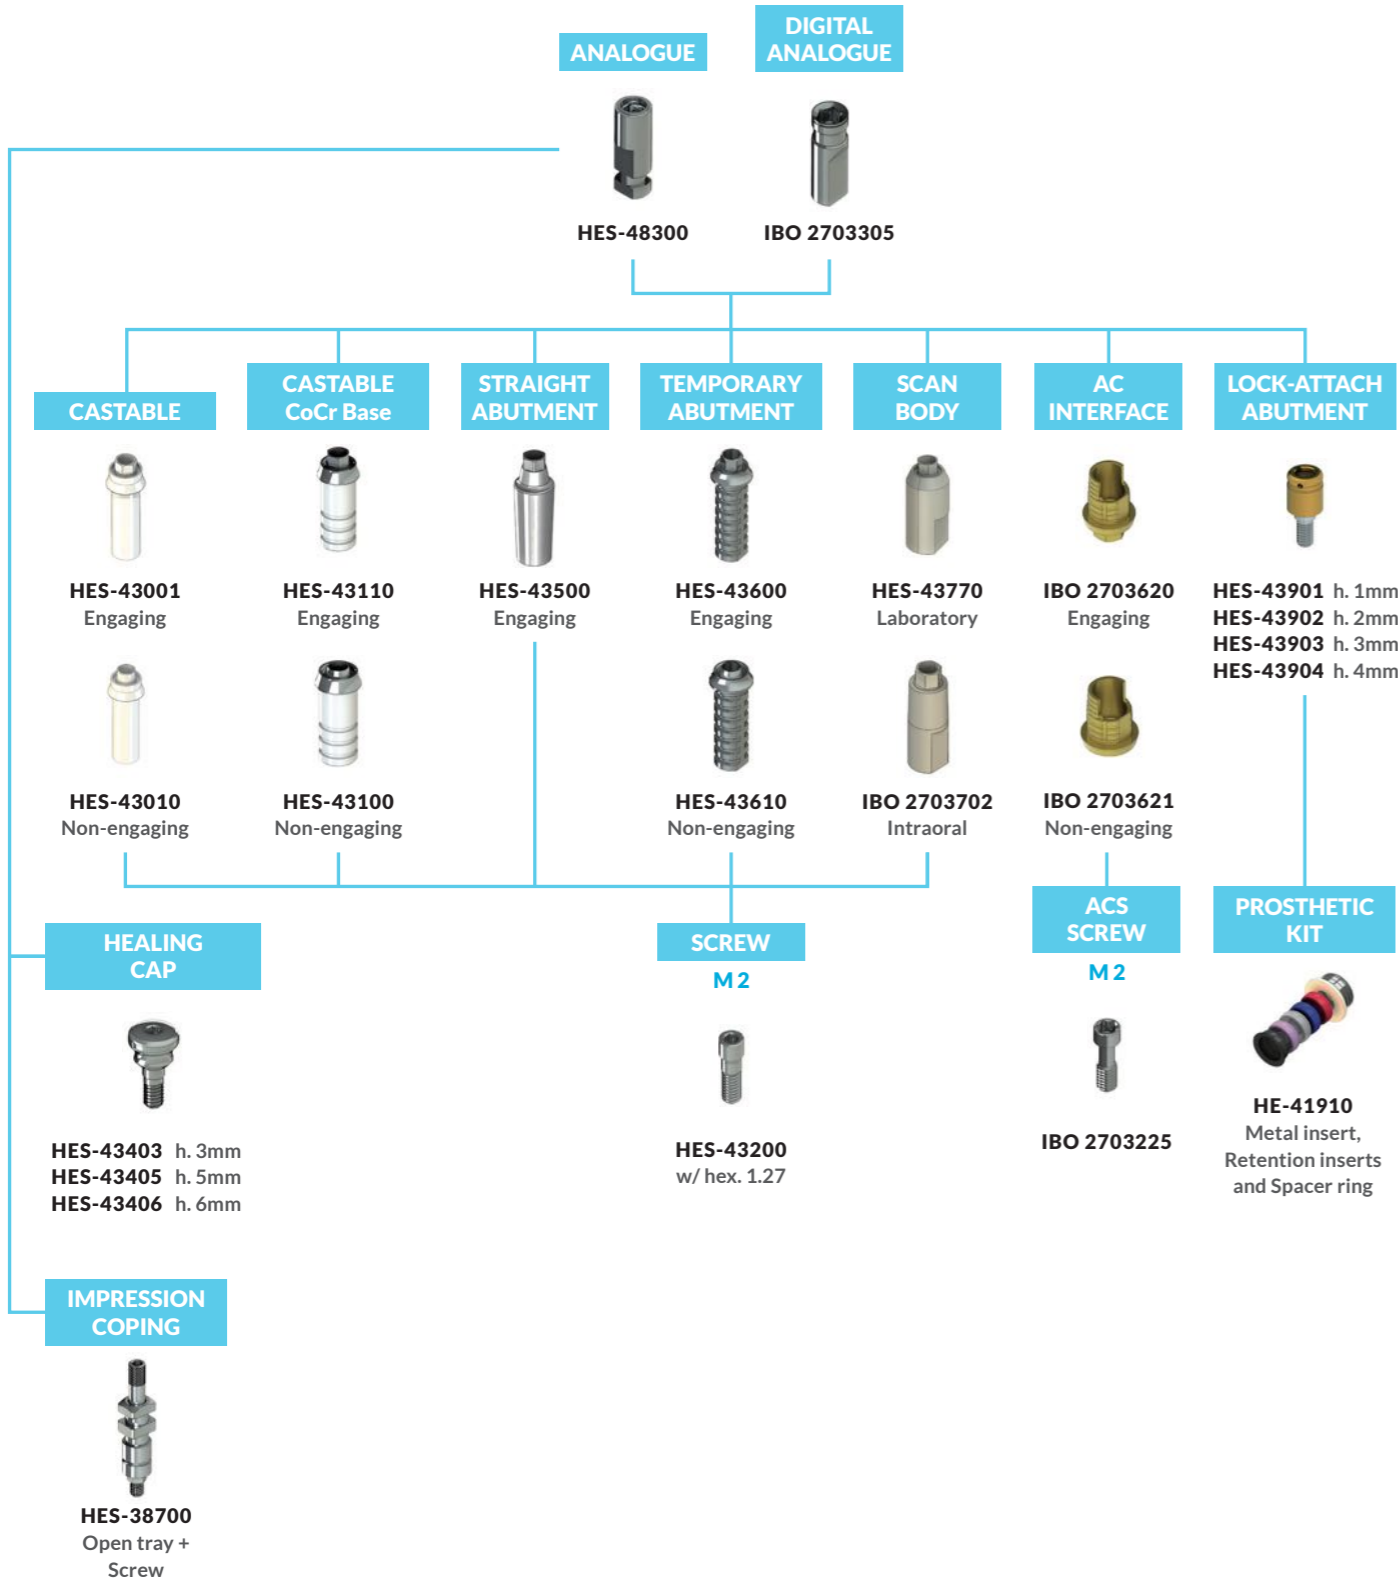 ANALOGUE
DIGITAL
ANALOGUE
HES-48300
IBO 2703305
CASTABLE
CASTABLE
CoCr Base
STRAIGHT
ABUTMENT
TEMPORARY
ABUTMENT
SCAN
BODY
AC
INTERFACE
LOCK-ATTACH
ABUTMENT
HES-43001
Engaging
HES-43110
Engaging
HES-43500
Engaging
HES-43600
Engaging
HES-43770
Laboratory
IBO 2703620
Engaging
HES-43901 h. 1mm
HES-43902 h. 2mm
HES-43903 h. 3mm
HES-43904 h. 4mm
HES-43010
Non-engaging
HES-43100
Non-engaging
HES-43610
Non-engaging
IBO 2703702
Intraoral
IBO 2703621
Non-engaging
HEALING
CAP
SCREW
M 2
ACS
SCREW
M 2
PROSTHETIC
KIT
HES-43403 h. 3mm
HES-43405 h. 5mm
HES-43406 h. 6mm
HES-43200
w/ hex. 1.27
IBO 2703225
HE-41910
Metal insert,
Retention inserts
and Spacer ring
IMPRESSION
COPING
HES-38700
Open tray +
Screw